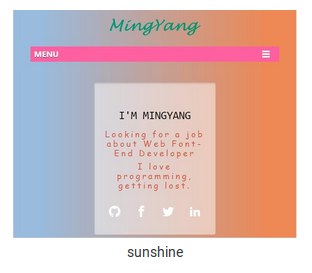 MingYang
MENU
I'M MINGYANG
Looking for a job
about Web Font-
End Developer
I love
programming,
getting lost.
sunshine